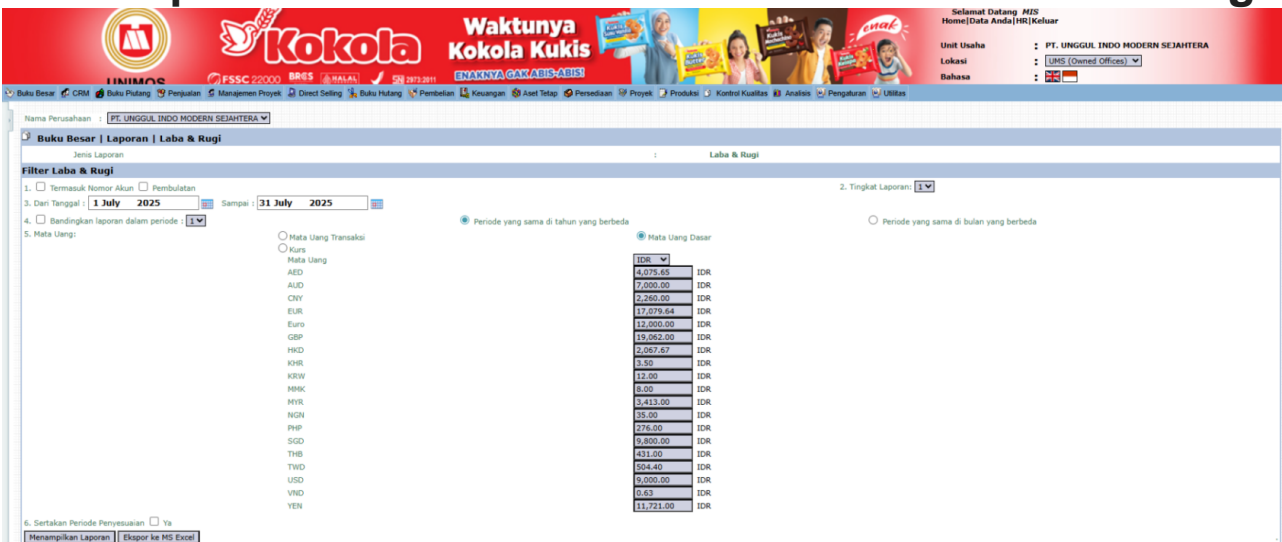 Waktunya
Kokola Kukis
ENAKNYA GAK ABIS-ABIS!
Kokola
FSSC 22000 BRCS HALAL SNI 2973:2011
UNIMOS
enak
Selamat Datang MIS
Home|Data Anda|HR|Keluar
Unit Usaha : PT. UNGGUL INDO MODERN SEJAHTERA
Lokasi : UMS (Owned Offices)
Bahasa :
Buku Besar CRM Buku Piutang Penjualan Manajemen Proyek Direct Selling Buku Hutang Pembelian Keuangan Aset Tetap Persediaan Proyek Produksi Kontrol Kualitas Analisis Pengaturan Utilitas
Nama Perusahaan : PT. UNGGUL INDO MODERN SEJAHTERA
Buku Besar | Laporan | Laba & Rugi
Jenis Laporan : Laba & Rugi
Filter Laba & Rugi
1. Termasuk Nomor Akun Pembulatan 2. Tingkat Laporan: 1
3. Dari Tanggal : 1 July 2025 Sampai : 31 July 2025
4. Bandingkan laporan dalam periode : 1 Periode yang sama di tahun yang berbeda Periode yang sama di bulan yang berbeda
5. Mata Uang: Mata Uang Transaksi Mata Uang Dasar
Kurs
Mata Uang IDR
AED 4,075.65 IDR
AUD 7,000.00 IDR
CNY 2,260.00 IDR
EUR 17,079.64 IDR
Euro 12,000.00 IDR
GBP 19,062.00 IDR
HKD 2,067.67 IDR
KHR 3.50 IDR
KRW 12.00 IDR
MMK 8.00 IDR
MYR 3,413.00 IDR
NGN 35.00 IDR
PHP 276.00 IDR
SGD 9,800.00 IDR
THB 431.00 IDR
TWD 504.40 IDR
USD 9,000.00 IDR
VND 0.63 IDR
YEN 11,721.00 IDR
6. Sertakan Periode Penyesuaian Ya
Menampilkan Laporan Ekspor ke MS Excel